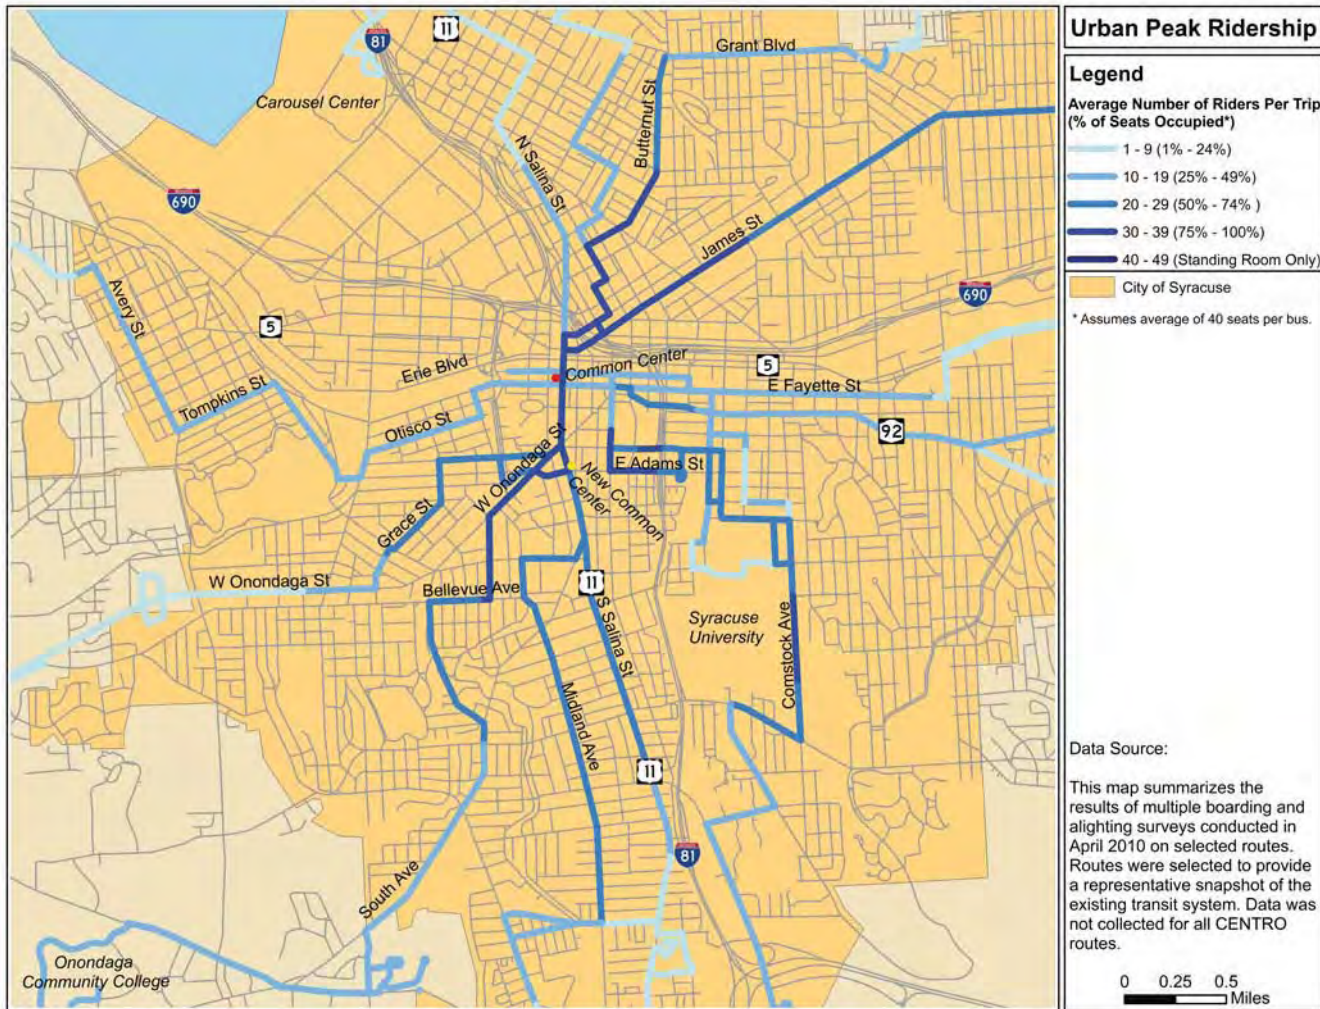 Urban Peak Ridership
Legend
Average Number of Riders Per Trip
(% of Seats Occupied*)
1 - 9 (1% - 24%)
10 - 19 (25% - 49%)
20 - 29 (50% - 74% )
30 - 39 (75% - 100%)
40 - 49 (Standing Room Only)
City of Syracuse
* Assumes average of 40 seats per bus.
Data Source:
This map summarizes the
results of multiple boarding and
alighting surveys conducted in
April 2010 on selected routes.
Routes were selected to provide
a representative snapshot of the
existing transit system. Data was
not collected for all CENTRO
routes.
0 0.25 0.5
Miles
11
81
Grant Blvd
Carousel Center
Butternut St
N Salina St
690
James St
Avery St
690
5
Common Center
5
Erie Blvd
E Fayette St
Tompkins St
Otisco St
92
W Onondaga St
E Adams St
New Common
Center
Grace St
W Onondaga St
Bellevue Ave
11
S Salina St
Syracuse
University
Comstock Ave
Midland Ave
11
81
South Ave
Onondaga
Community College